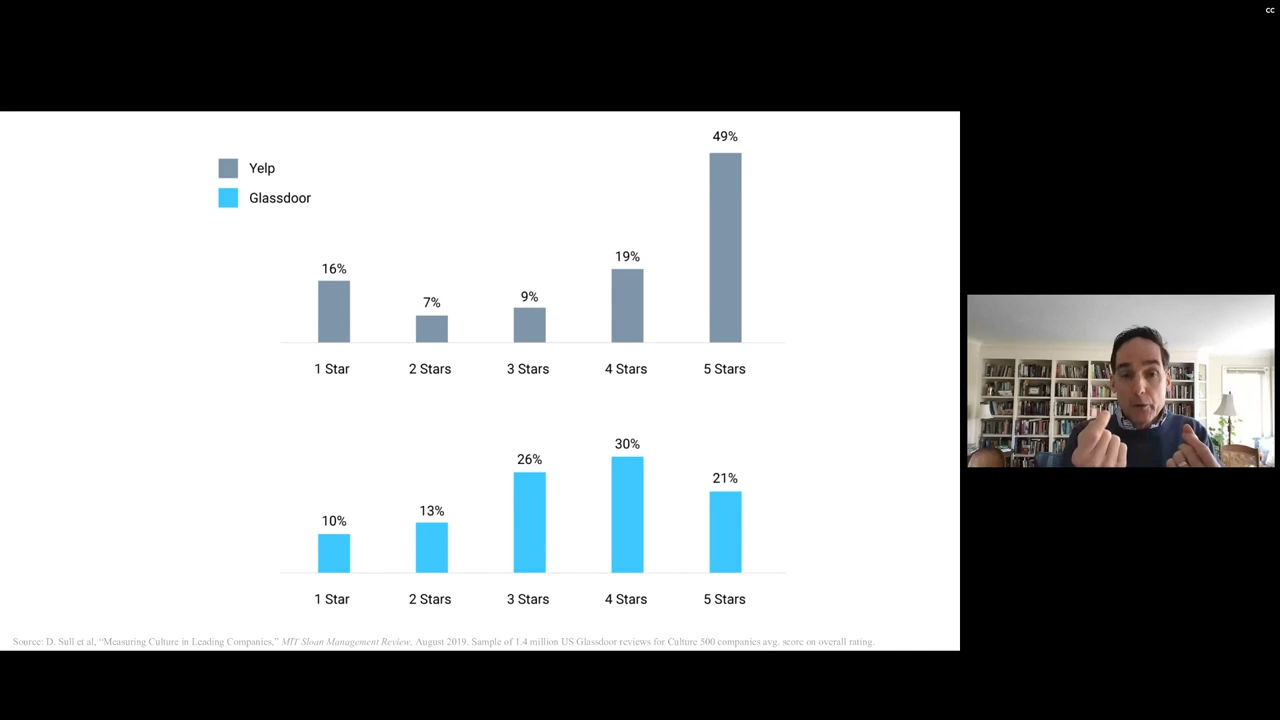 CC
49%
Yelp
Glassdoor
19%
16%
9%
7%
1 Star 2 Stars 3 Stars 4 Stars 5 Stars
30%
26%
21%
13%
10%
1 Star 2 Stars 3 Stars 4 Stars 5 Stars
Source: D. Sull et al, “Measuring Culture in Leading Companies,” MIT Sloan Management Review, August 2019. Sample of 1.4 million US Glassdoor reviews for Culture 500 companies avg. score on overall rating.